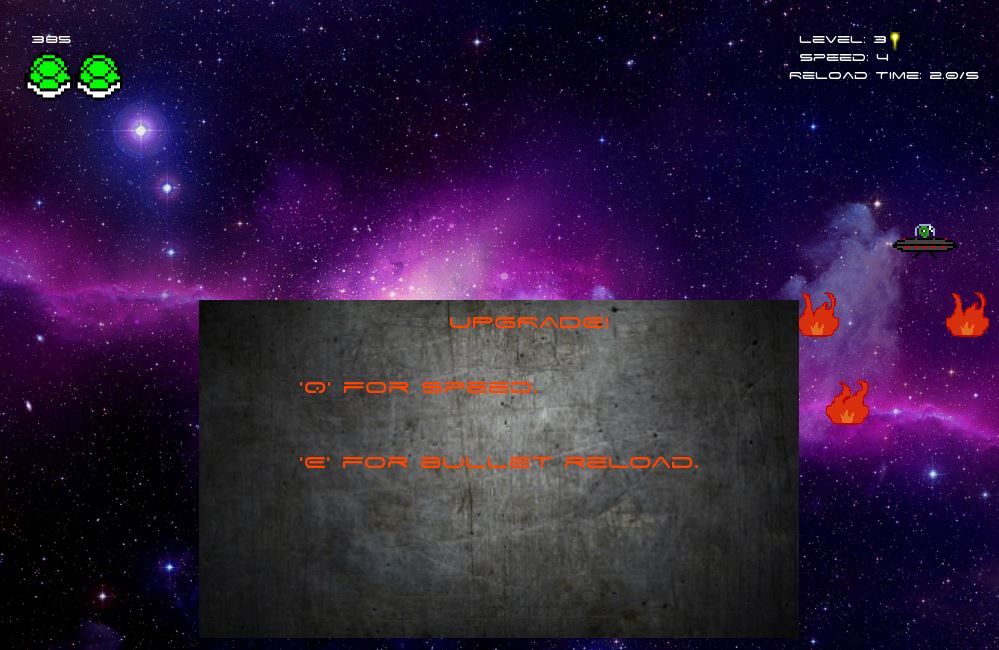 385
LEVEL: 3
SPEED: 4
RELOAD TIME: 2.0/S
UPGRADE!
'Q' FOR SPEED.
'E' FOR BULLET RELOAD.